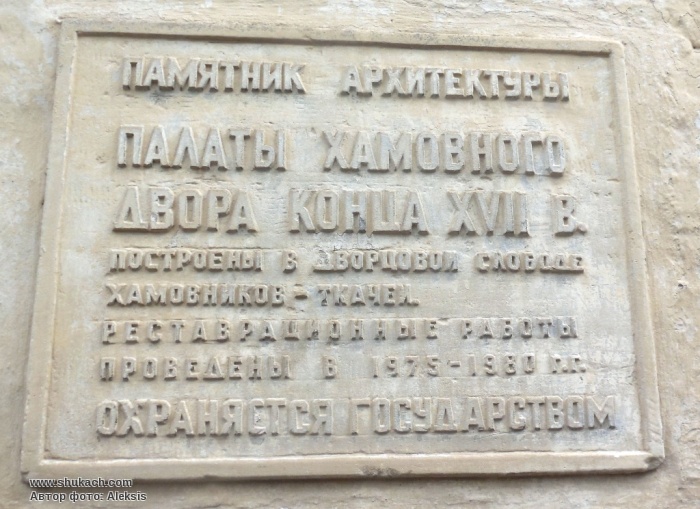 ПАМЯТНИК АРХИТЕКТУРЫ
ПАЛАТЫ ХАМОВНОГО
ДВОРА КОНЦА XVII В.
ПОСТРОЕНЫ В ДВОРЦОВОЙ СЛОБОДЕ
ХАМОВНИКОВ - ТКАЧЕЙ.
РЕСТАВРАЦИОННЫЕ РАБОТЫ
ПРОВЕДЕНЫ В 1975-1980 Г.Г.
ОХРАНЯЕТСЯ ГОСУДАРСТВОМ
www.shukach.com
Автор фото: Aleksis